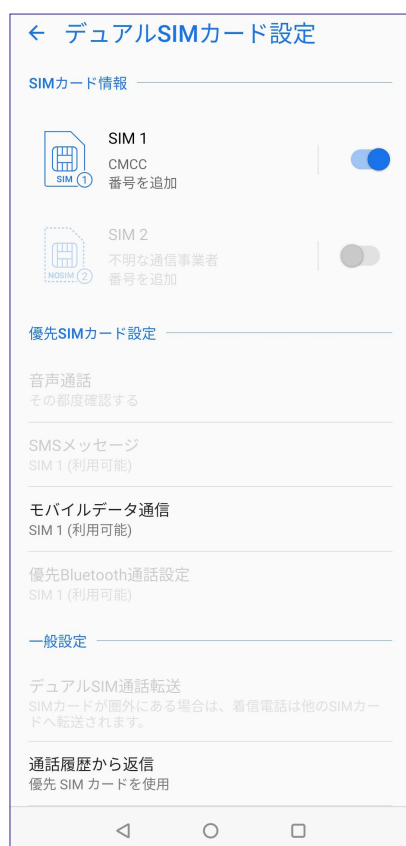 デュアルSIMカード設定
SIMカード情報
SIM 1
CMCC
番号を追加
SIM 1
SIM 2
不明な通信事業者
番号を追加
NOSIM 2
優先SIMカード設定
音声通話
その都度確認する
SMSメッセージ
SIM 1 (利用可能)
モバイルデータ通信
SIM 1 (利用可能)
優先Bluetooth通話設定
SIM 1 (利用可能)
一般設定
デュアルSIM通話転送
SIMカードが圏外にある場合は、着信電話は他のSIMカー
ドへ転送されます。
通話履歴から返信
優先 SIM カードを使用